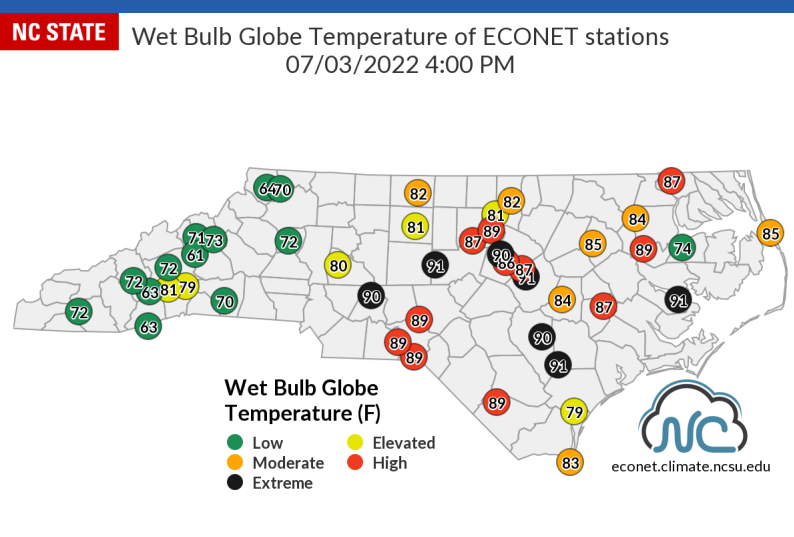 NC STATE
Wet Bulb Globe Temperature of ECONET stations
07/03/2022 4:00 PM
87
64 70
82
82
81
84
81
89
85
71 73
72
87
85
89
74
61
90
72
80
91
86 87
91
72
63 81 79
70
90
84
87
91
72
63
89
90
89
89
91
89
79
83
Wet Bulb Globe
Temperature (F)
Low
Elevated
Moderate
High
Extreme
NC
econet.climate.ncsu.edu